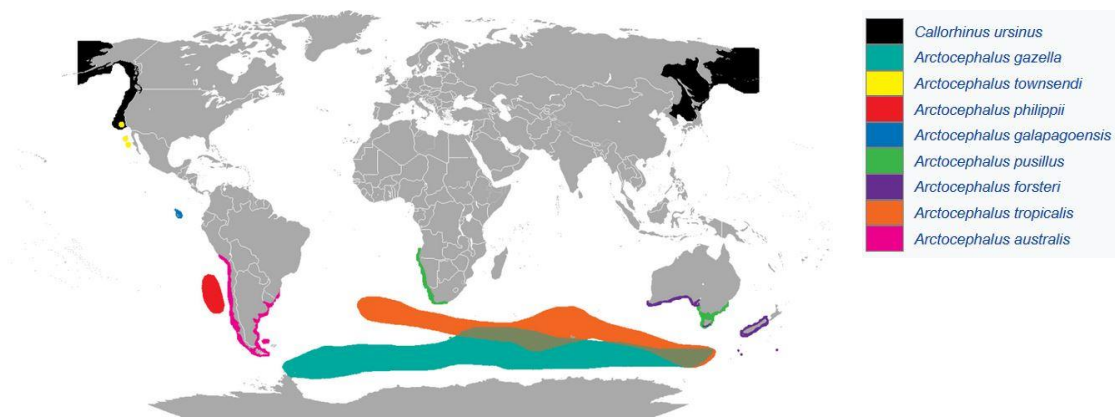 Callorhinus ursinus
Arctocephalus gazella
Arctocephalus townsendi
Arctocephalus philippii
Arctocephalus galapagoensis
Arctocephalus pusillus
Arctocephalus forsteri
Arctocephalus tropicalis
Arctocephalus australis